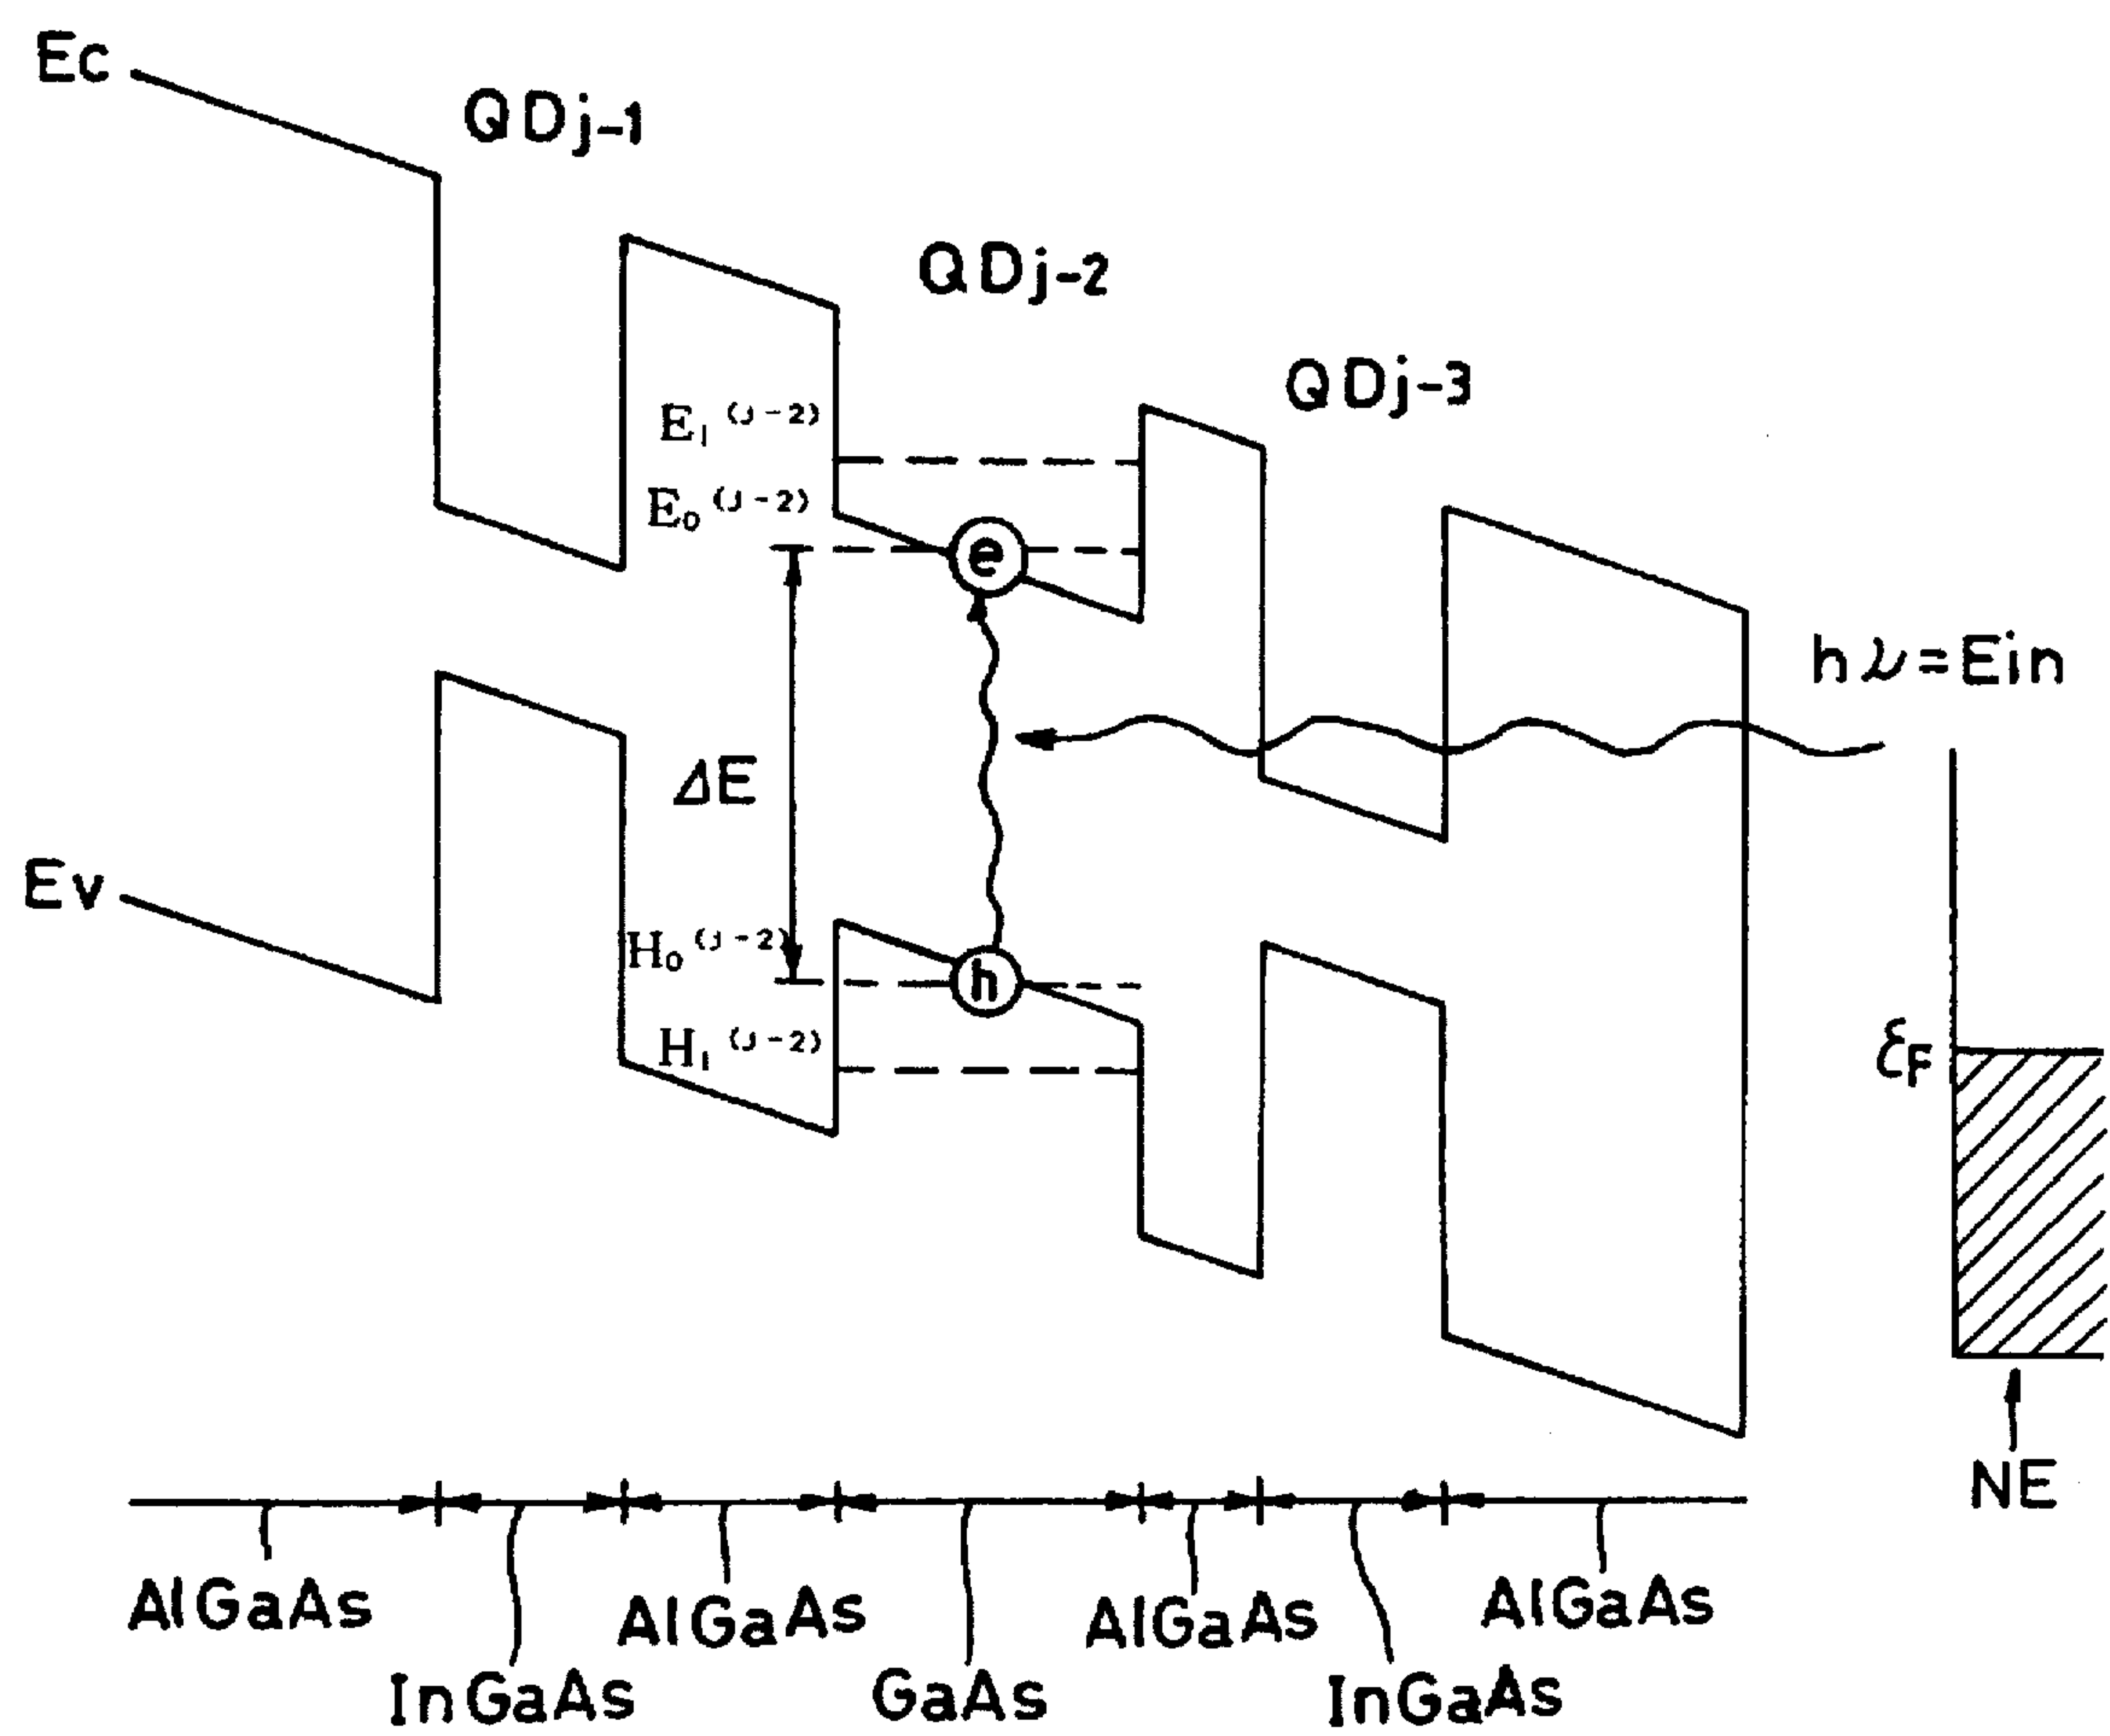 Ec
QDj-1
QDj-2
QDj-3
E₁⁽ʲ⁻²⁾
E₀⁽ʲ⁻²⁾
e
hν=Ein
ΔE
Ev
H₀⁽ʲ⁻²⁾
h
H₁⁽ʲ⁻²⁾
εF
NE
AlGaAs
InGaAs
AlGaAs
GaAs
AlGaAs
InGaAs
AlGaAs